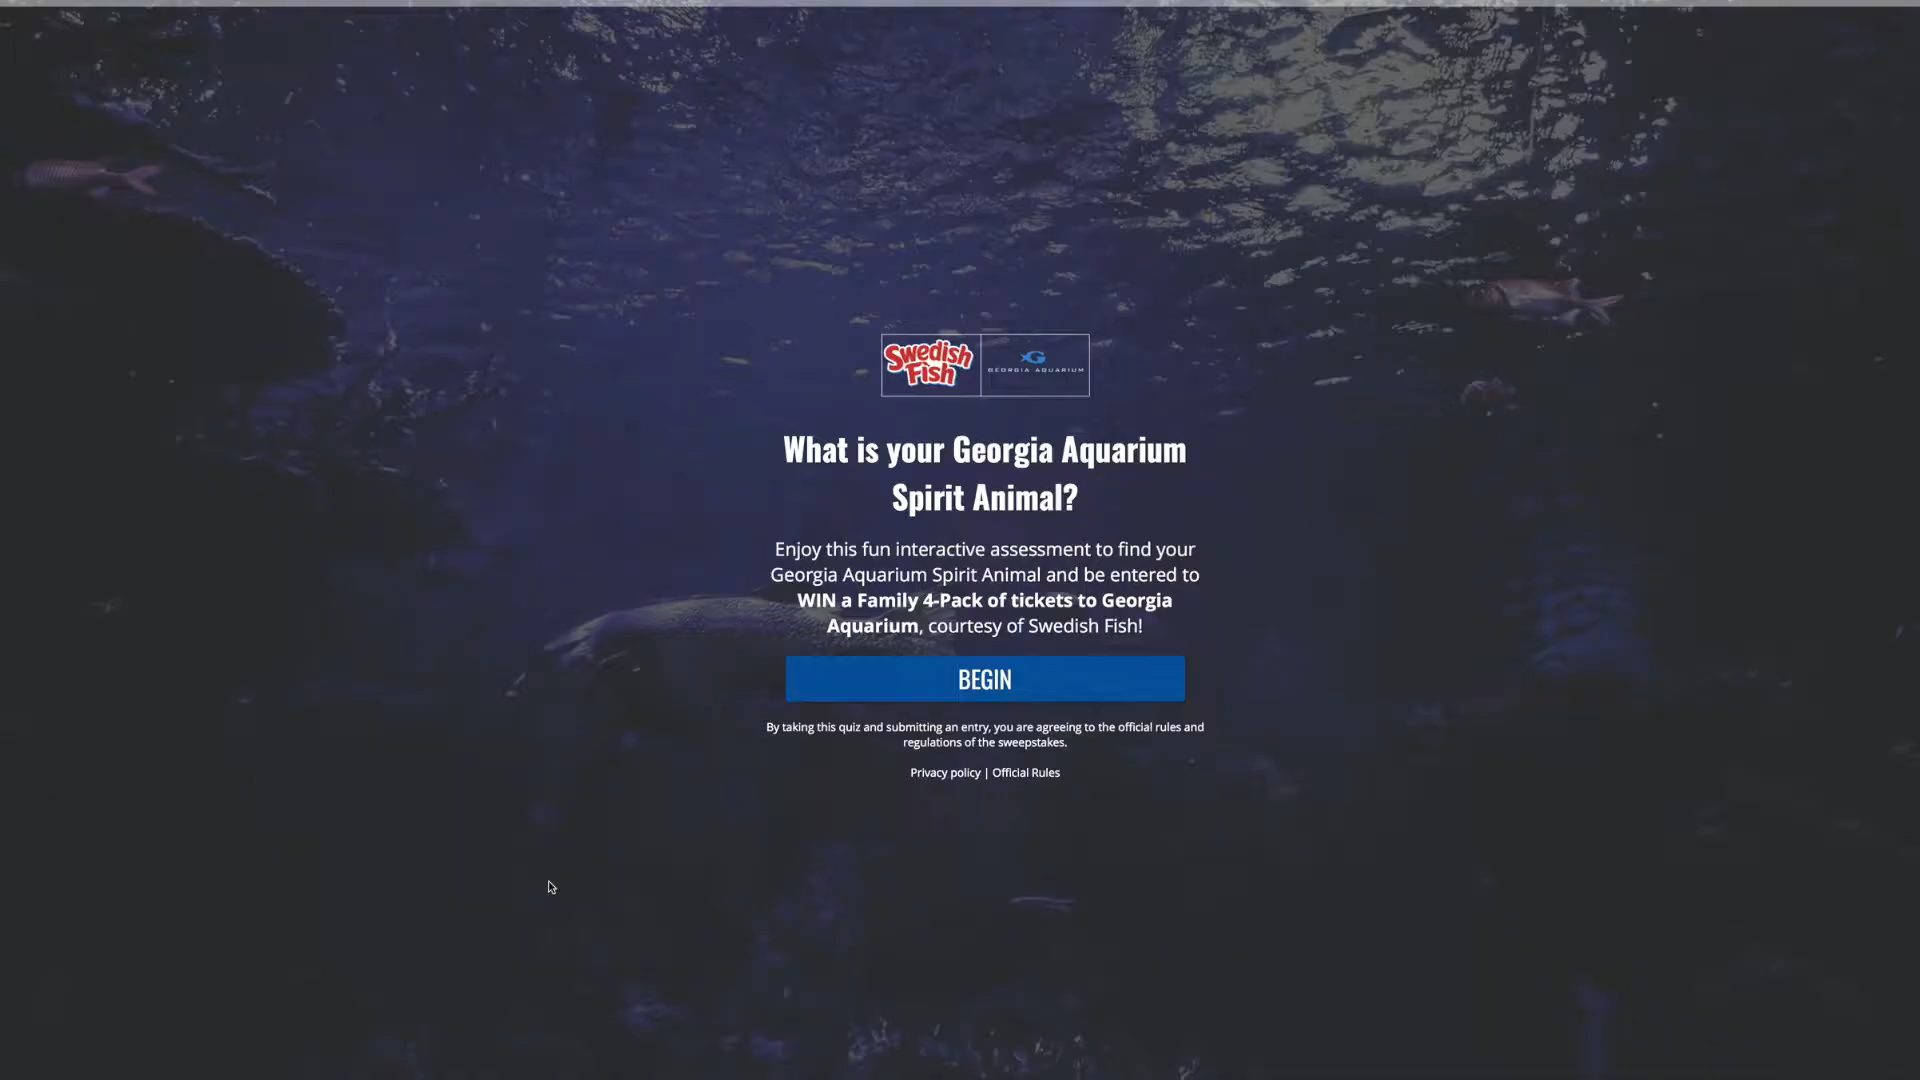 Swedish
Fish
GEORGIA AQUARIUM
What is your Georgia Aquarium
Spirit Animal?
Enjoy this fun interactive assessment to find your
Georgia Aquarium Spirit Animal and be entered to
WIN a Family 4-Pack of tickets to Georgia
Aquarium, courtesy of Swedish Fish!
BEGIN
By taking this quiz and submitting an entry, you are agreeing to the official rules and
regulations of the sweepstakes.
Privacy policy | Official Rules